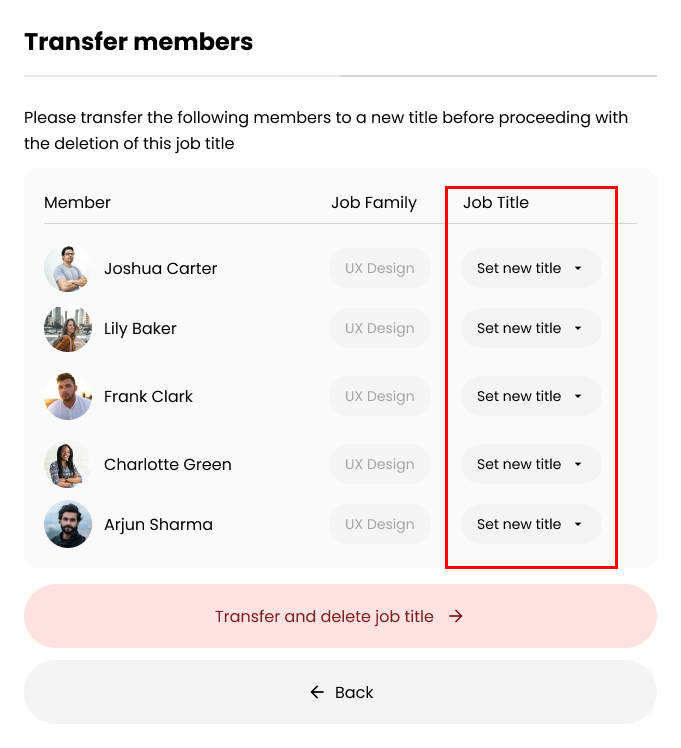 Transfer members
Please transfer the following members to a new title before proceeding with
the deletion of this job title
Member Job Family Job Title
Joshua Carter UX Design Set new title
Lily Baker UX Design Set new title
Frank Clark UX Design Set new title
Charlotte Green UX Design Set new title
Arjun Sharma UX Design Set new title
Transfer and delete job title →
← Back